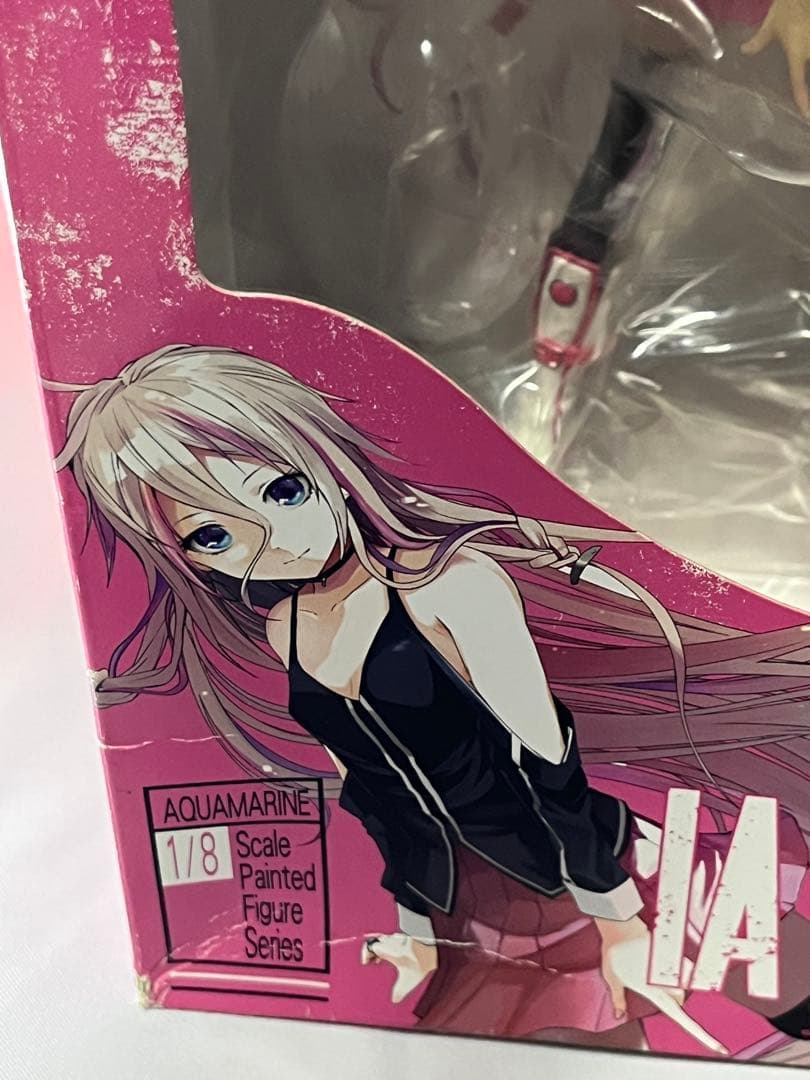 AQUAMARINE
1/8
Scale
Painted
Figure
Series
IA